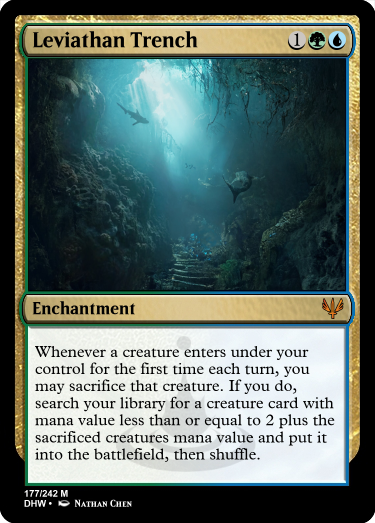 Leviathan Trench 1
Enchantment
Whenever a creature enters under your
control for the first time each turn, you
may sacrifice that creature. If you do,
search your library for a creature card with
mana value less than or equal to 2 plus the
sacrificed creatures mana value and put it
into the battlefield, then shuffle.
177/242 M
DHW • Nathan Chen